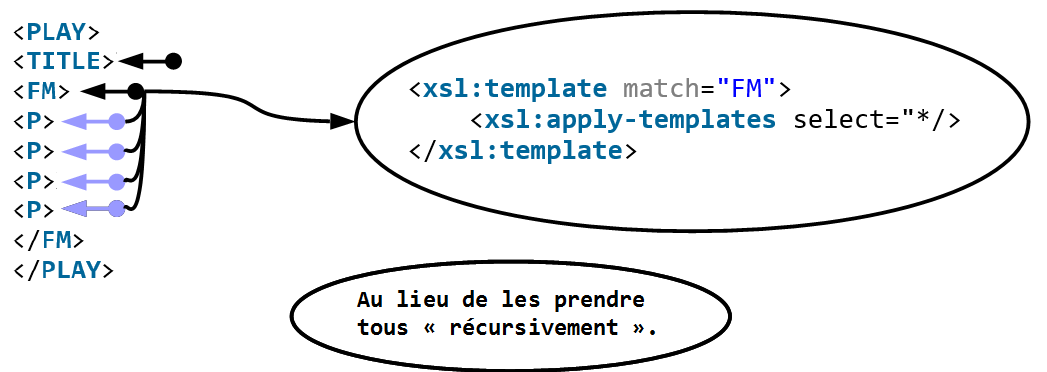 <PLAY>
<TITLE>
<FM>
<P>
<P>
<P>
<P>
</FM>
</PLAY>
<xsl:template match="FM">
<xsl:apply-templates select="*/>
</xsl:template>
Au lieu de les prendre
tous « récursivement ».